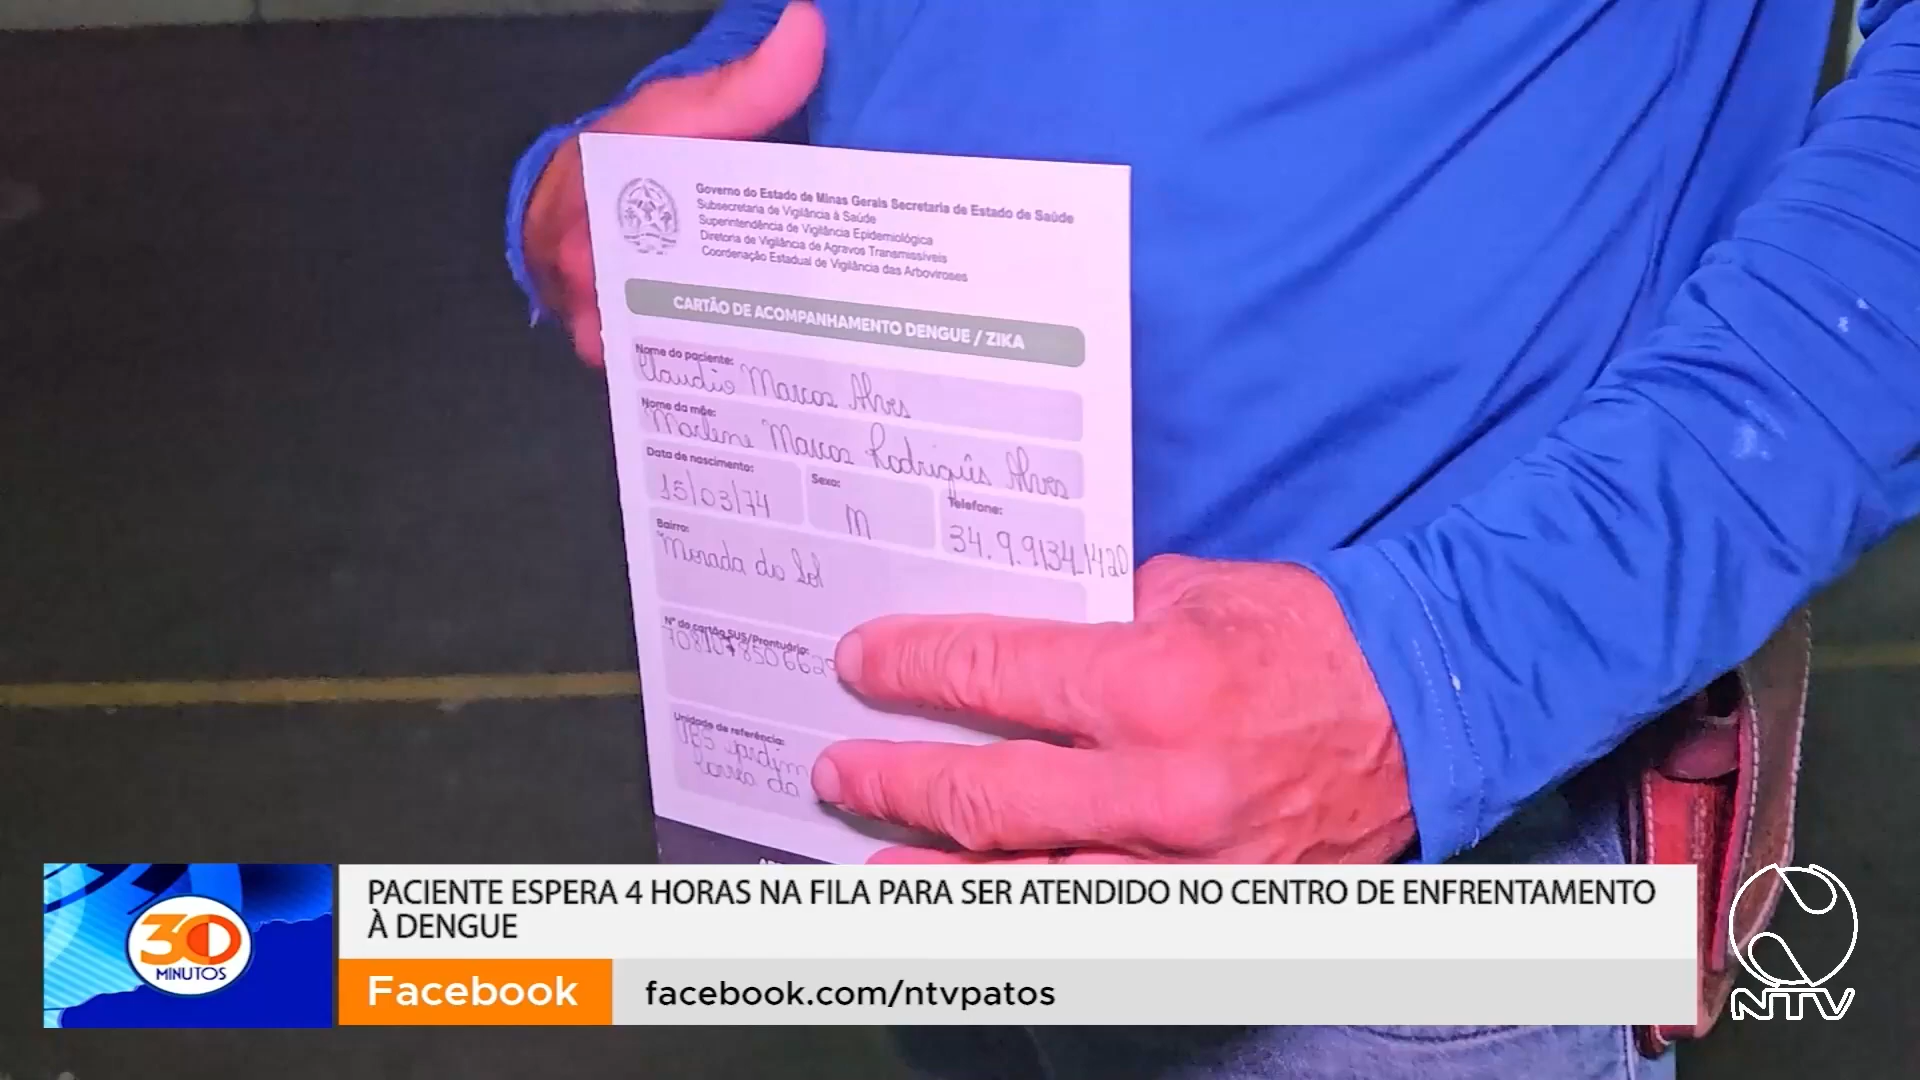 Governo do Estado de Minas Gerais Secretaria de Estado de Saúde
Subsecretaria de Vigilância à Saúde
Superintendência de Vigilância Epidemiológica
Diretoria de Vigilância de Agravos Transmissíveis
Coordenação Estadual de Vigilância das Arboviroses
CARTÃO DE ACOMPANHAMENTO DENGUE / ZIKA
Nome do paciente:
Claudio Marcos Alves
Nome da mãe:
Marlene Marcos Rodrigues Alves
Data de nascimento:
15/03/74
Sexo:
M
Telefone:
34.9.9134.1420
Bairro:
Morada do Sol
Nº do cartão SUS/Prontuário:
Unidade de referência:
UBS Jardim
PACIENTE ESPERA 4 HORAS NA FILA PARA SER ATENDIDO NO CENTRO DE ENFRENTAMENTO
À DENGUE
30
MINUTOS
Facebook
facebook.com/ntvpatos
NTV